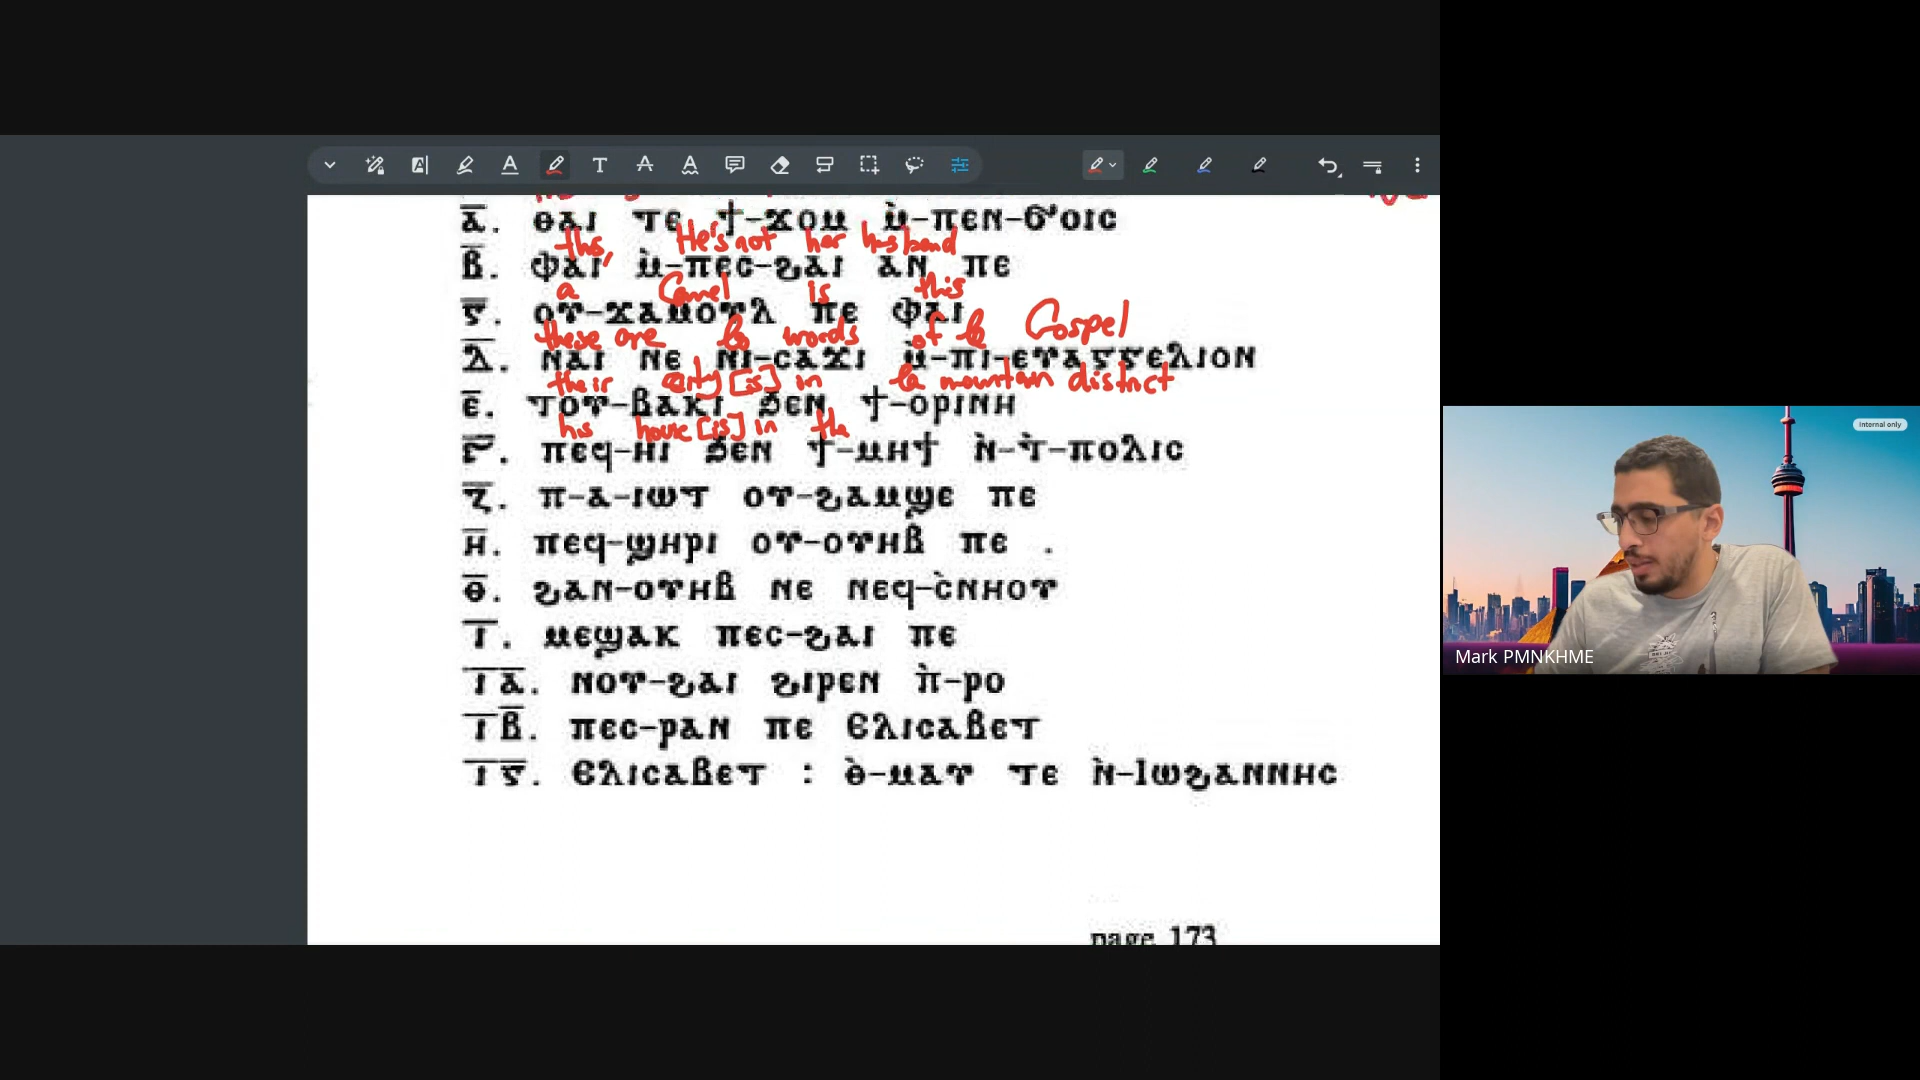 ⲁ̅. ⲑⲁⲓ ⲧⲉ ϯ-ϫⲟⲙ ⲙ̀-ⲡⲉⲛ-ϭⲟⲓⲥ
this, He's not her husband
ⲃ̅. ⲫⲁⲓ ⲙ̀-ⲡⲉⲥ-ϩⲁⲓ ⲁⲛ ⲡⲉ
a Camel is this
ⲅ̅. ⲟⲩ-ϫⲁⲙⲟⲩⲗ ⲡⲉ ⲫⲁⲓ
these are words of Gospel
ⲇ̅. ⲛⲁⲓ ⲛⲉ ⲛⲓ-ⲥⲁϫⲓ ⲙ̀-ⲡⲓ-ⲉⲩⲁⲅⲅⲉⲗⲓⲟⲛ
their city [is] in mountain district
ⲉ̅. ⲧⲟⲩ-ⲃⲁⲕⲓ ϧⲉⲛ ϯ-ⲟⲣⲓⲛⲏ
his house [is] in the
ⲋ̅. ⲡⲉϥ-ⲏⲓ ϧⲉⲛ ϯ-ⲙⲏϯ ⲛ̀-ⲧ̀-ⲡⲟⲗⲓⲥ
ⲍ̅. ⲡ-ⲁ-ⲓⲱⲧ ⲟⲩ-ϩⲁⲙϣⲉ ⲡⲉ
ⲏ̅. ⲡⲉϥ-ϣⲏⲣⲓ ⲟⲩ-ⲟⲩⲏⲃ ⲡⲉ .
ⲑ̅. ϩⲁⲛ-ⲟⲩⲏⲃ ⲛⲉ ⲛⲉϥ-ⲥ̀ⲛⲏⲟⲩ
ⲓ̅. ⲙⲉϣⲁⲕ ⲡⲉⲥ-ϩⲁⲓ ⲡⲉ
ⲓ̅ⲁ̅. ⲛⲟⲩ-ϩⲁⲓ ϩⲓⲣⲉⲛ ⲡ̀-ⲣⲟ
ⲓ̅ⲃ̅. ⲡⲉⲥ-ⲣⲁⲛ ⲡⲉ Ⲉⲗⲓⲥⲁⲃⲉⲧ
ⲓ̅ⲅ̅. Ⲉⲗⲓⲥⲁⲃⲉⲧ : ⲑ̀-ⲙⲁⲩ ⲧⲉ ⲛ̀-Ⲓⲱϩⲁⲛⲛⲏⲥ
page 173
Internal only
Mark PMNKHME